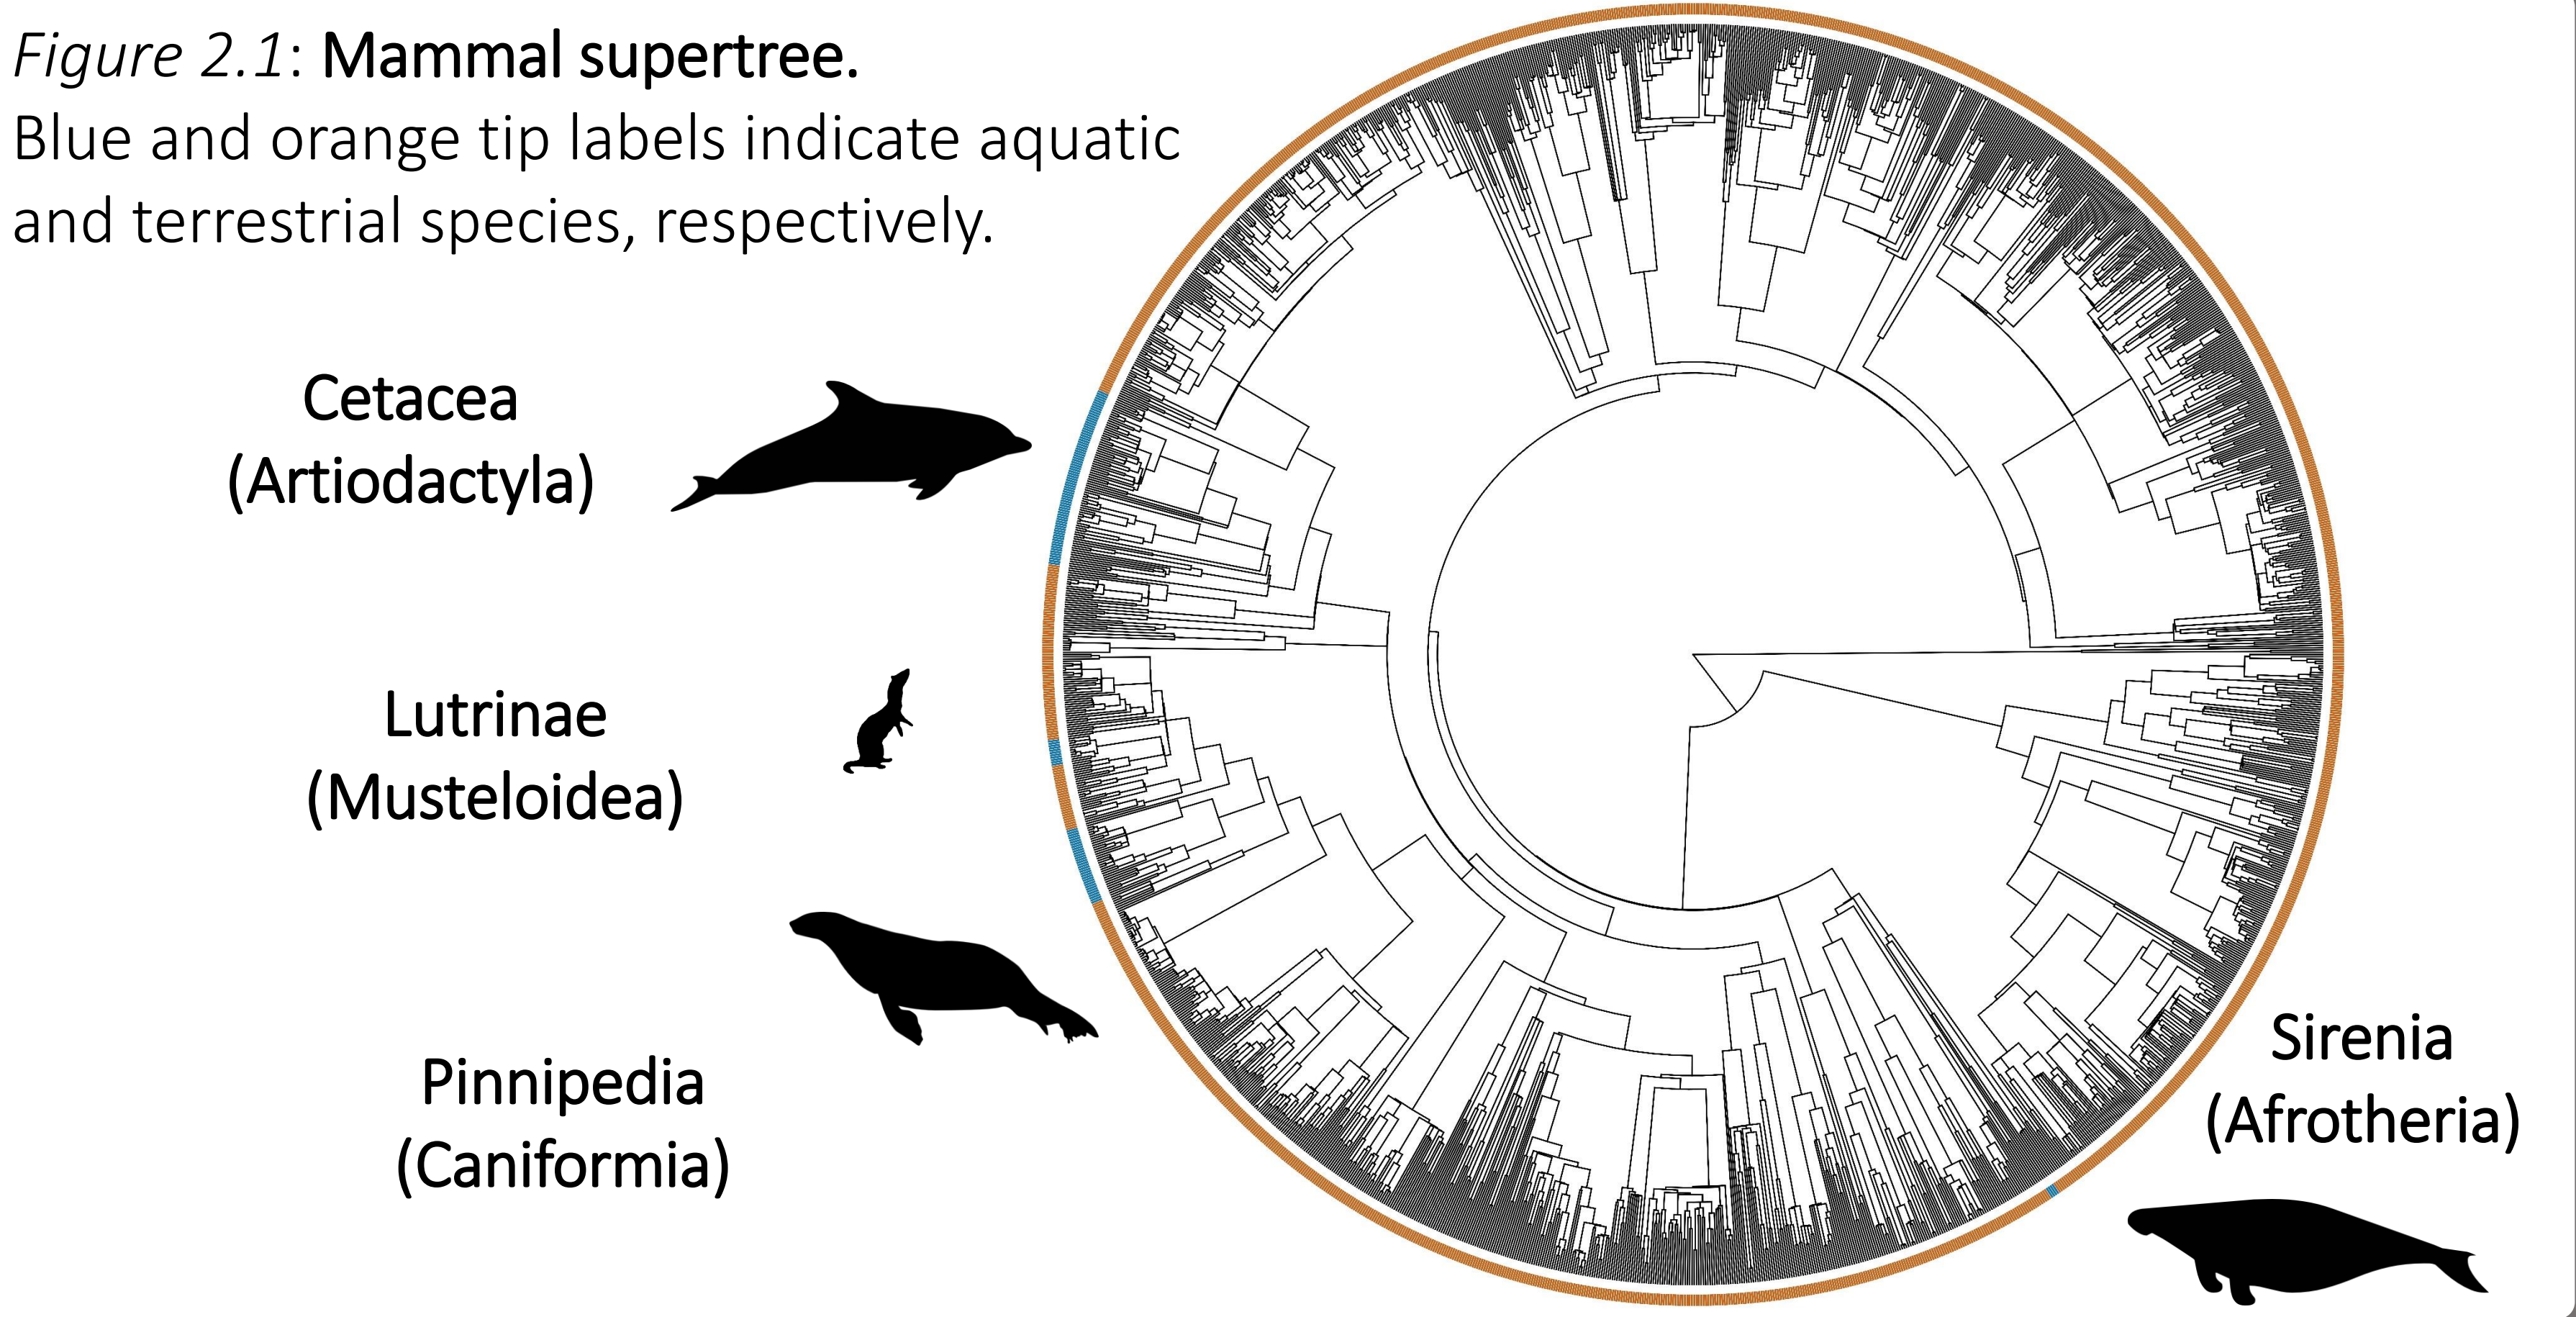 Figure 2.1: Mammal supertree.
Blue and orange tip labels indicate aquatic
and terrestrial species, respectively.
Cetacea
(Artiodactyla)
Lutrinae
(Musteloidea)
Pinnipedia
(Caniformia)
Sirenia
(Afrotheria)